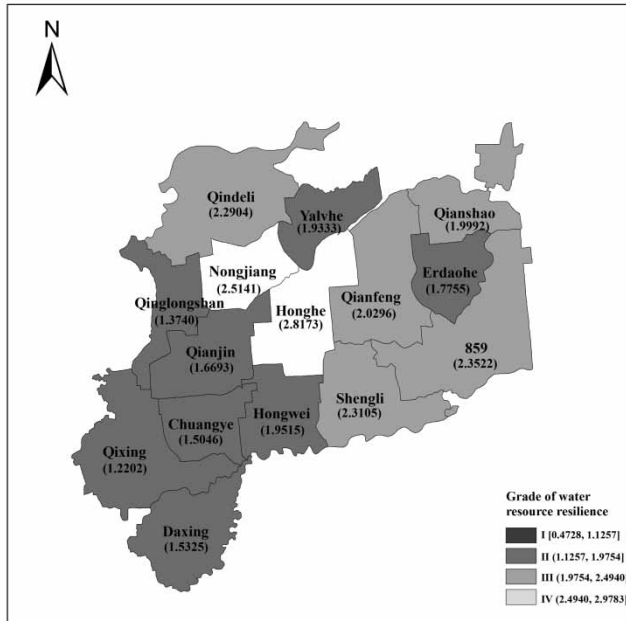 N
Qindeli
(2.2904)
Yalvhe
(1.9333)
Qianshao
(1.9992)
Nongjiang
(2.5141)
Erdaohe
(1.7755)
Qinglongshan
(1.3740)
Honghe
(2.8173)
Qianfeng
(2.0296)
Qianjin
(1.6693)
859
(2.3522)
Shengli
(2.3105)
Chuangye
(1.5046)
Hongwei
(1.9515)
Qixing
(1.2202)
Daxing
(1.5325)
Grade of water
resource resilience
I [0.4728, 1.1257]
II (1.1257, 1.9754]
III (1.9754, 2.4940]
IV (2.4940, 2.9783]